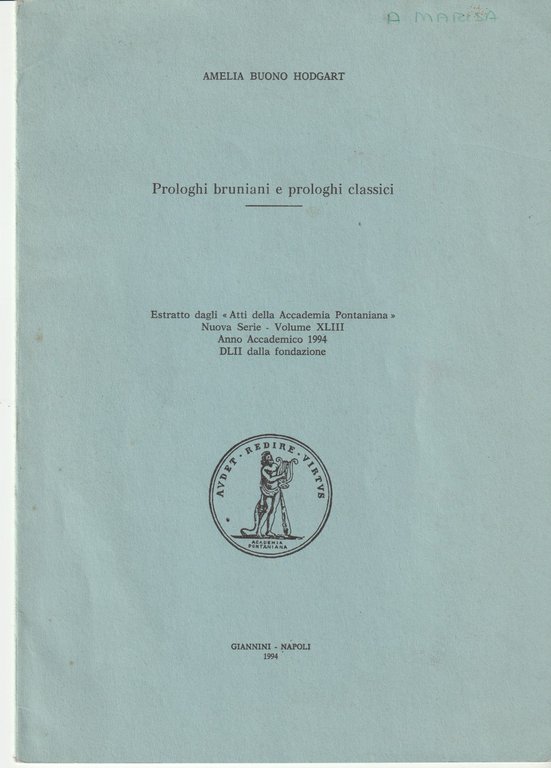 A MARISA
AMELIA BUONO HODGART
Prologhi bruniani e prologhi classici
Estratto dagli « Atti della Accademia Pontaniana »
Nuova Serie - Volume XLIII
Anno Accademico 1994
DLII dalla fondazione
AVDET · REDIRE · VIRTVS
ACADEMIA
PONTANIANA
GIANNINI - NAPOLI
1994